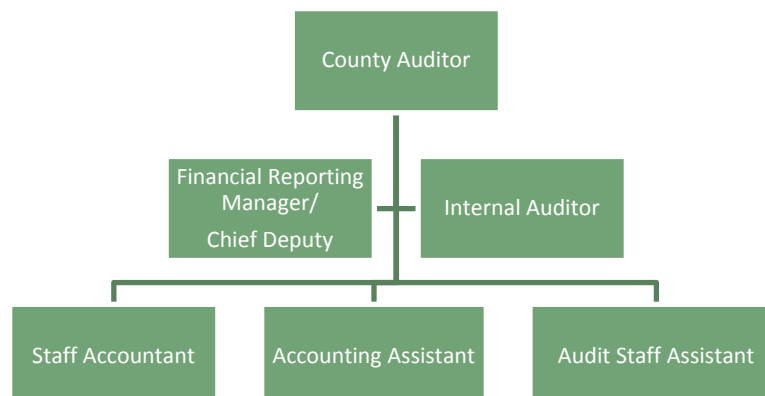 County Auditor
Financial Reporting
Manager/
Chief Deputy
Internal Auditor
Staff Accountant
Accounting Assistant
Audit Staff Assistant